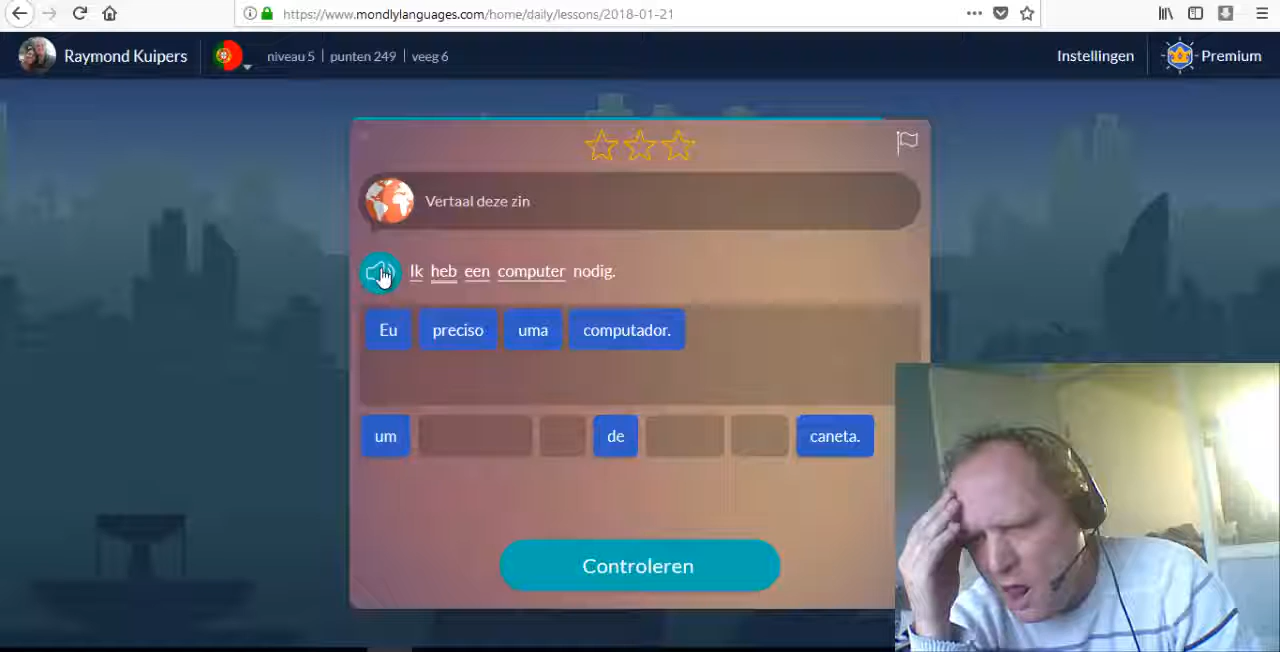 https://www.mondlylanguages.com/home/daily/lessons/2018-01-21
Raymond Kuipers niveau 5 | punten 249 | veeg 6 Instellingen Premium
Vertaal deze zin
Ik heb een computer nodig.
Eu preciso uma computador.
um de caneta.
Controleren